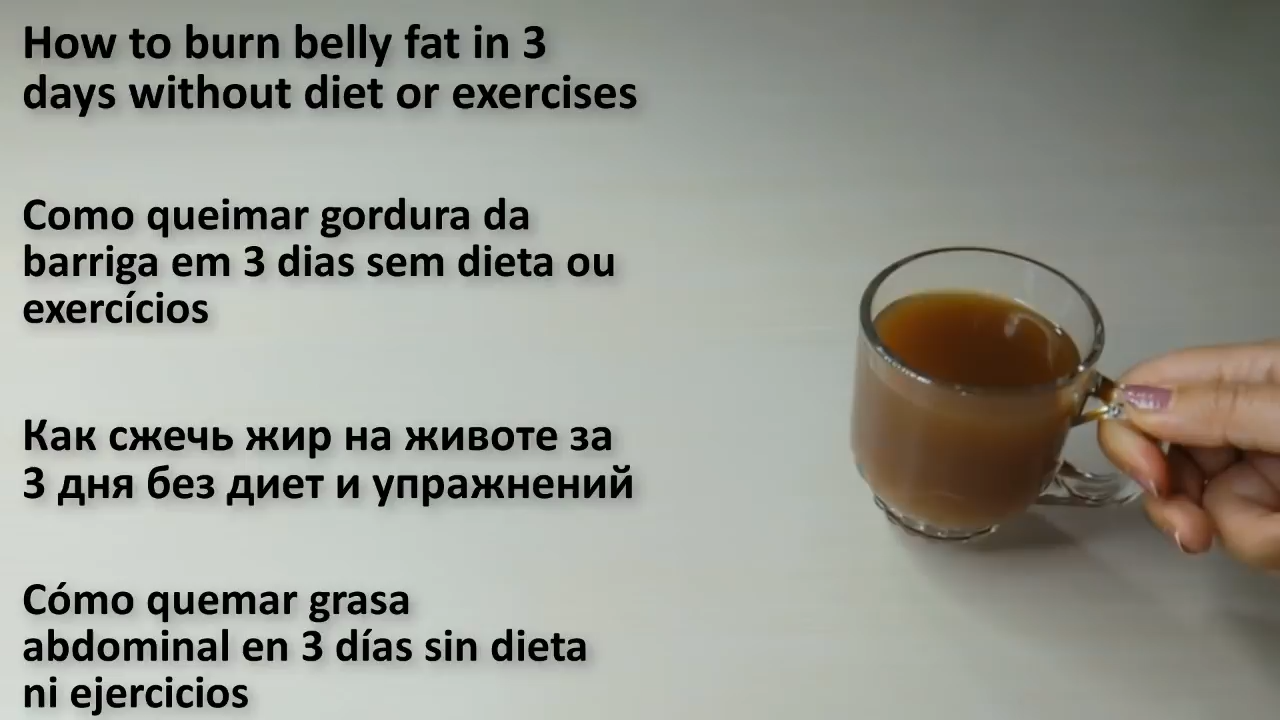 How to burn belly fat in 3
days without diet or exercises
Como queimar gordura da
barriga em 3 dias sem dieta ou
exercícios
Как сжечь жир на животе за
3 дня без диет и упражнений
Cómo quemar grasa
abdominal en 3 días sin dieta
ni ejercicios